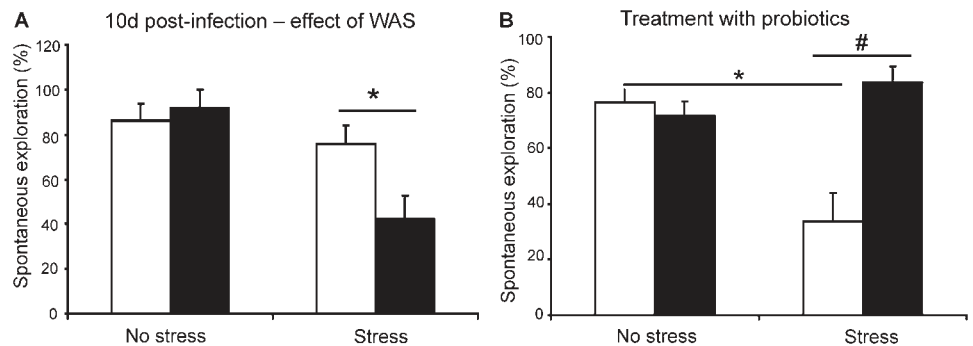 A 10d post-infection – effect of WAS
Spontaneous exploration (%)
120
100
80
60
40
20
0
*
No stress Stress
B Treatment with probiotics
Spontaneous exploration (%)
100
80
60
40
20
0
*
#
No stress Stress